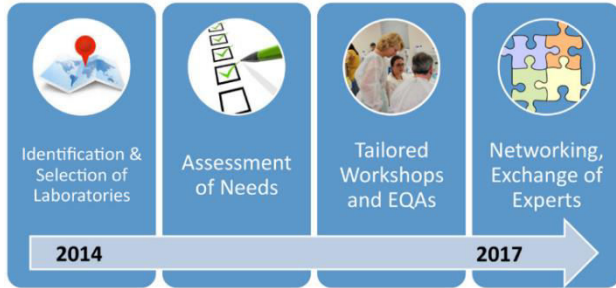 Identification &
Selection of
Laboratories
Assessment
of Needs
Tailored
Workshops
and EQAs
Networking,
Exchange of
Experts
2014
2017